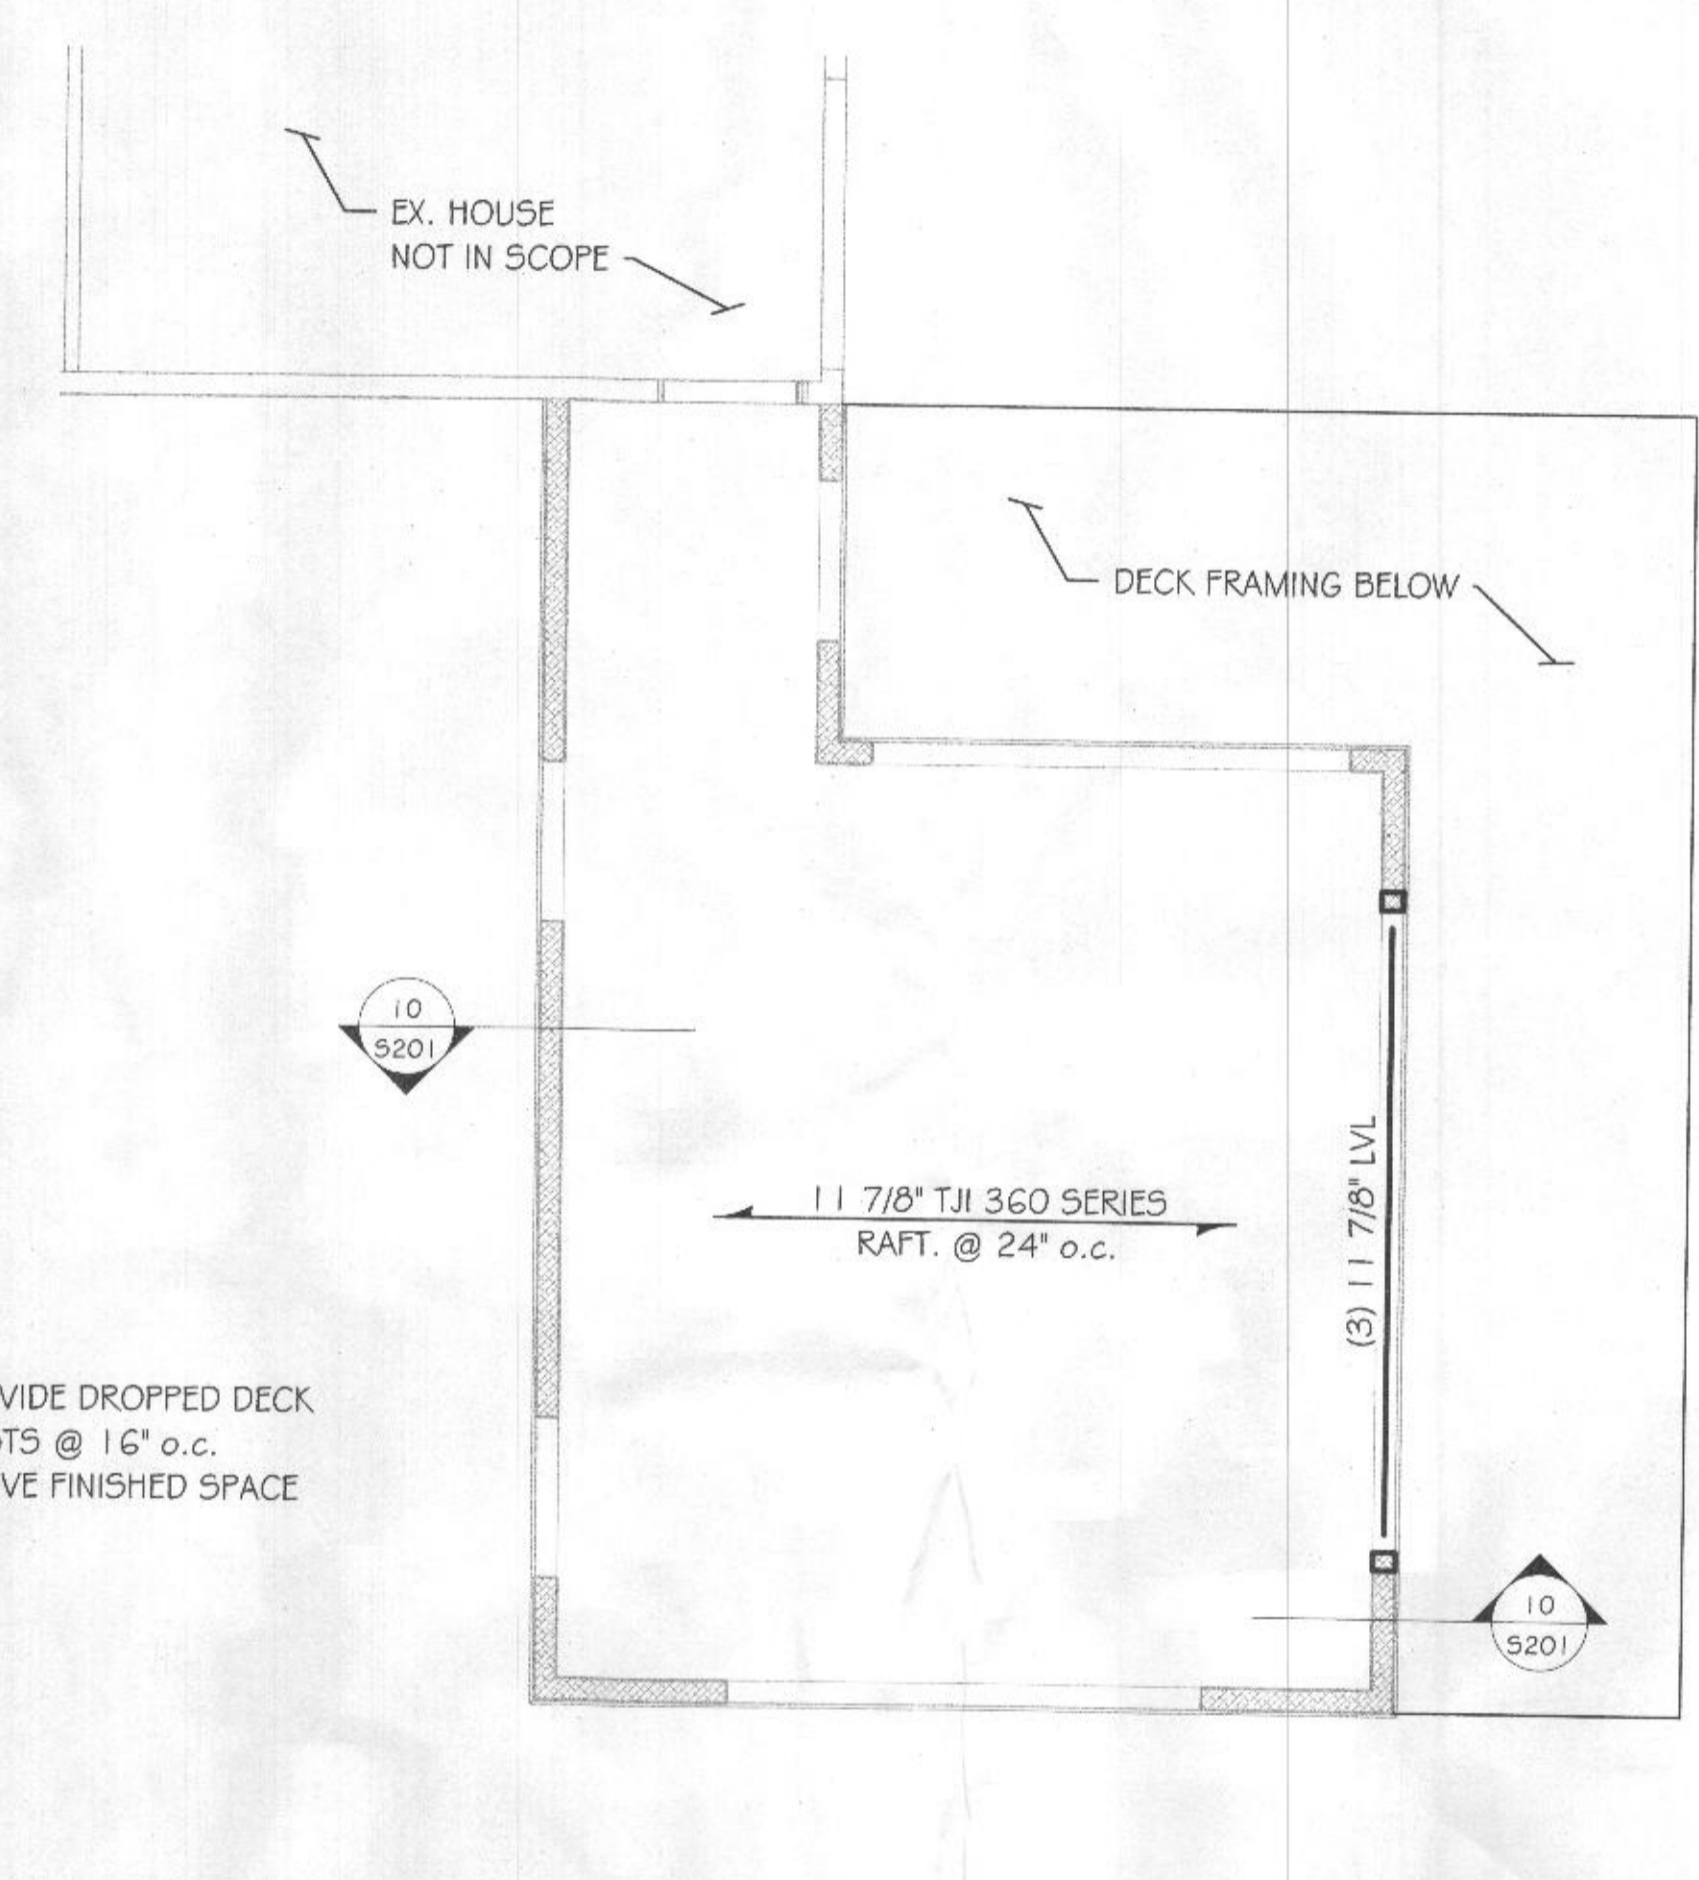 EX. HOUSE
NOT IN SCOPE
DECK FRAMING BELOW
10
S201
11 7/8" TJI 360 SERIES
RAFT. @ 24" o.c.
(3) 11 7/8" LVL
VIDE DROPPED DECK
TS @ 16" o.c.
VE FINISHED SPACE
10
S201